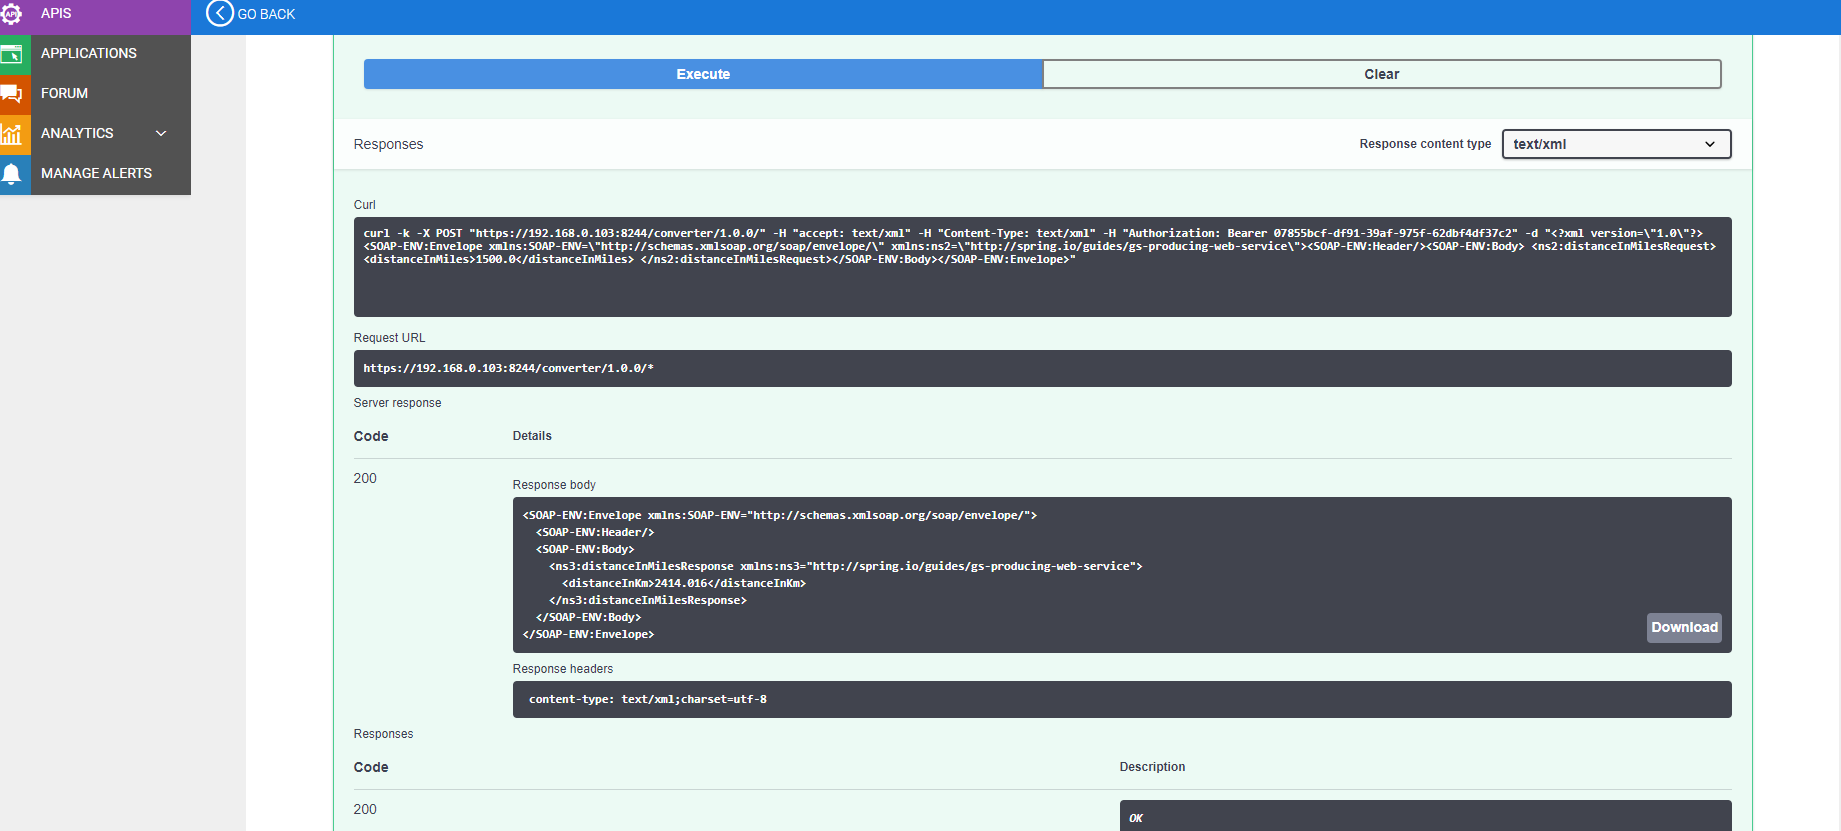 APIS
GO BACK
APPLICATIONS
FORUM
ANALYTICS
MANAGE ALERTS
Execute
Clear
Responses
Response content type
text/xml
Curl
curl -k -X POST "https://192.168.0.103:8244/converter/1.0.0/" -H "accept: text/xml" -H "Content-Type: text/xml" -H "Authorization: Bearer 07855bcf-df91-39af-975f-62dbf4df37c2" -d "<?xml version=\"1.0\"?>
<SOAP-ENV:Envelope xmlns:SOAP-ENV=\"http://schemas.xmlsoap.org/soap/envelope/\" xmlns:ns2=\"http://spring.io/guides/gs-producing-web-service\"><SOAP-ENV:Header/><SOAP-ENV:Body> <ns2:distanceInMilesRequest>
<distanceInMiles>1500.0</distanceInMiles> </ns2:distanceInMilesRequest></SOAP-ENV:Body></SOAP-ENV:Envelope>"
Request URL
https://192.168.0.103:8244/converter/1.0.0/*
Server response
Code
Details
200
Response body
<SOAP-ENV:Envelope xmlns:SOAP-ENV="http://schemas.xmlsoap.org/soap/envelope/">
<SOAP-ENV:Header/>
<SOAP-ENV:Body>
<ns3:distanceInMilesResponse xmlns:ns3="http://spring.io/guides/gs-producing-web-service">
<distanceInKm>2414.016</distanceInKm>
</ns3:distanceInMilesResponse>
</SOAP-ENV:Body>
</SOAP-ENV:Envelope>
Download
Response headers
content-type: text/xml;charset=utf-8
Responses
Code
Description
200
OK